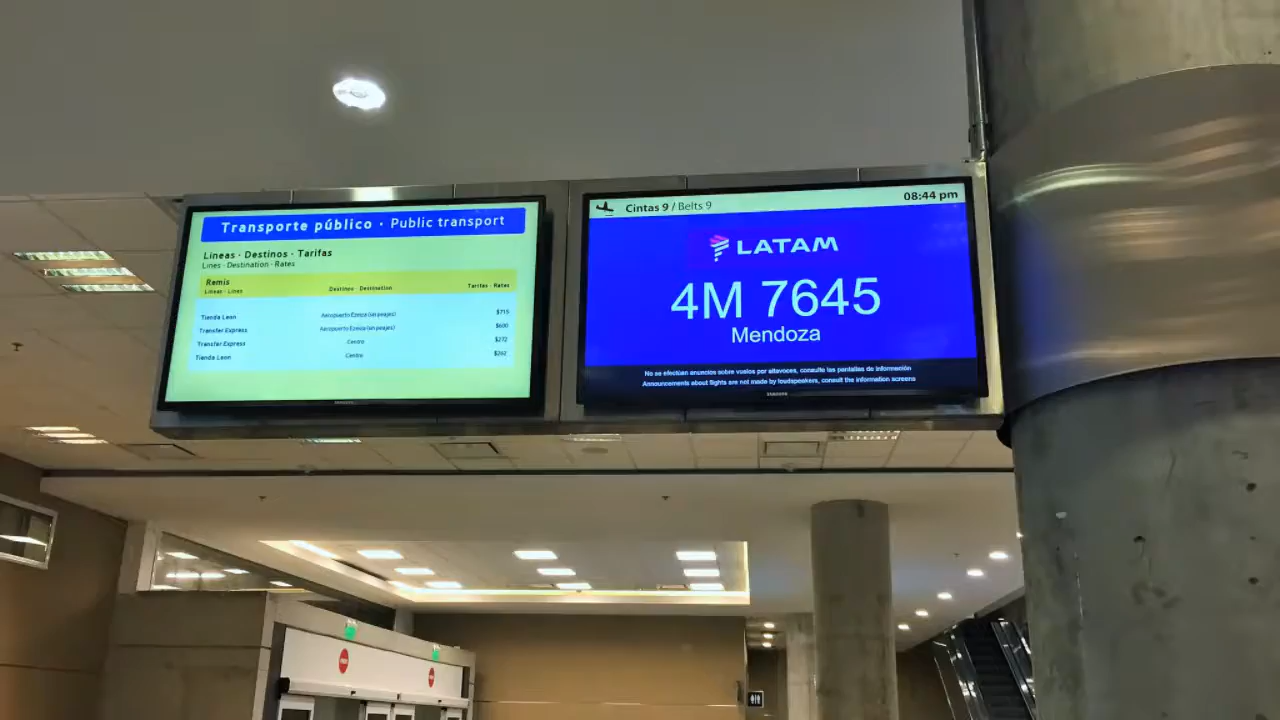 Transporte público · Public transport
Líneas · Destinos · Tarifas
Lines · Destination · Rates
Remis
Líneas · Lines Destinos · Destination Tarifas · Rates
Tienda Leon Aeropuerto Ezeiza (sin peajes) $715
Transfer Express Aeropuerto Ezeiza (sin peajes) $600
Transfer Express Centro $272
Tienda Leon Centro $292
Cintas 9 / Belts 9 08:44 pm
LATAM
4M 7645
Mendoza
No se efectúan anuncios sobre vuelos por altavoces, consulte las pantallas de información
Announcements about flights are not made by loudspeakers, consult the information screens
SAMSUNG